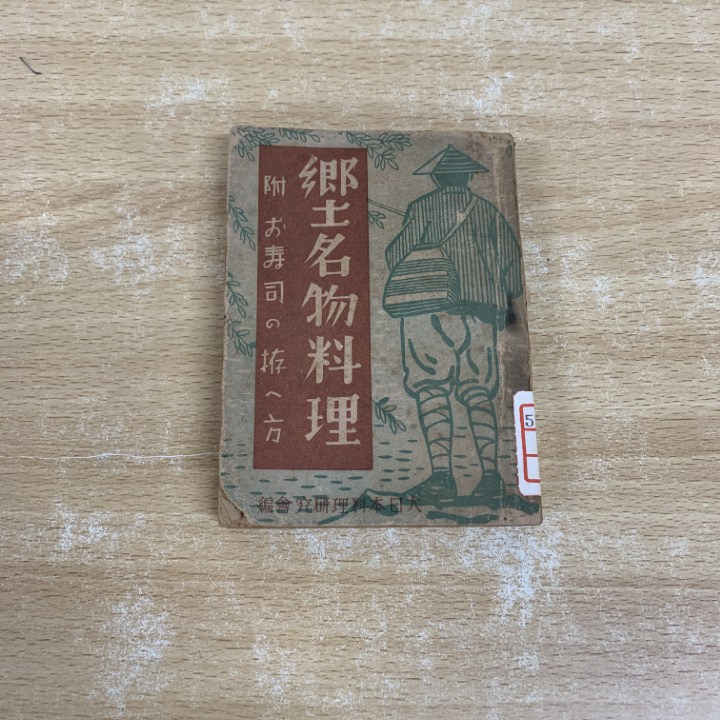 郷土名物料理
附 お寿司の拵へ方
大日本料理研究會編
5